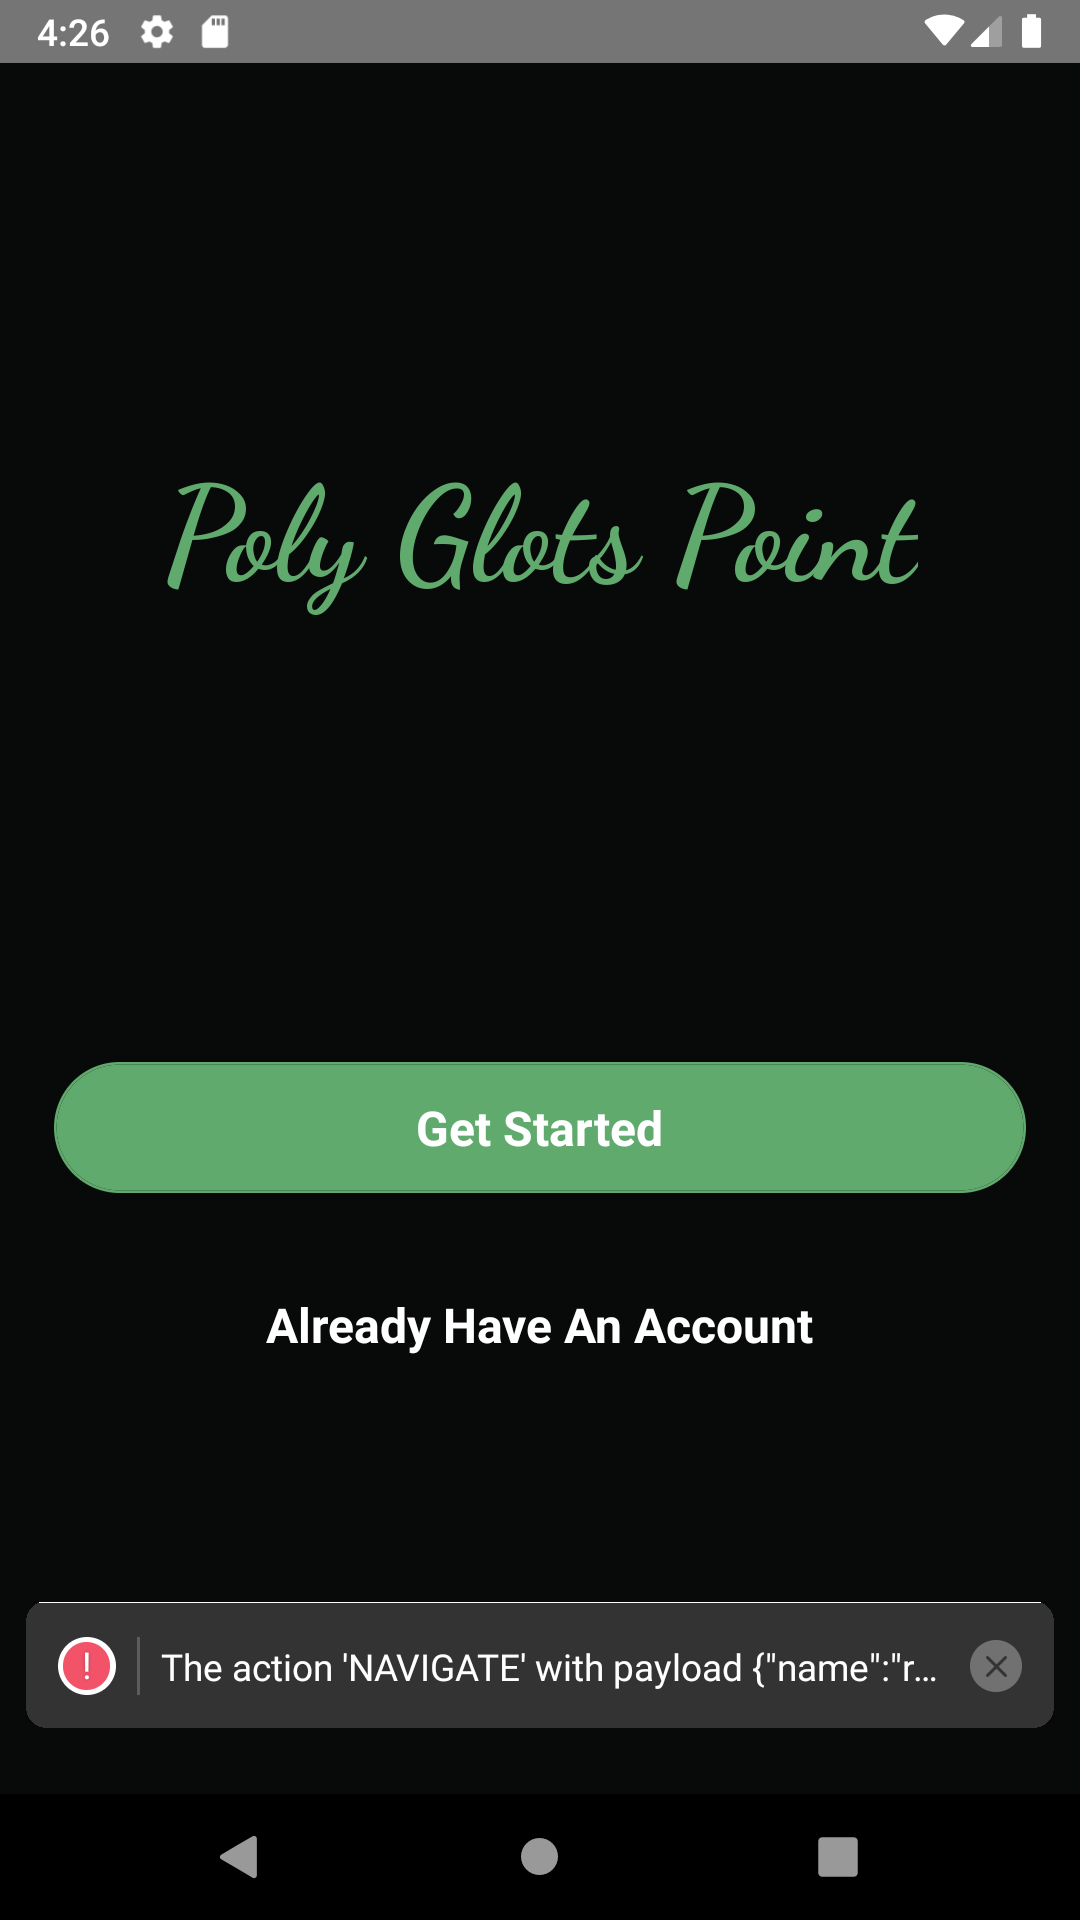 4:26
Poly Glots Point
Get Started
Already Have An Account
! The action 'NAVIGATE' with payload {"name":"r...